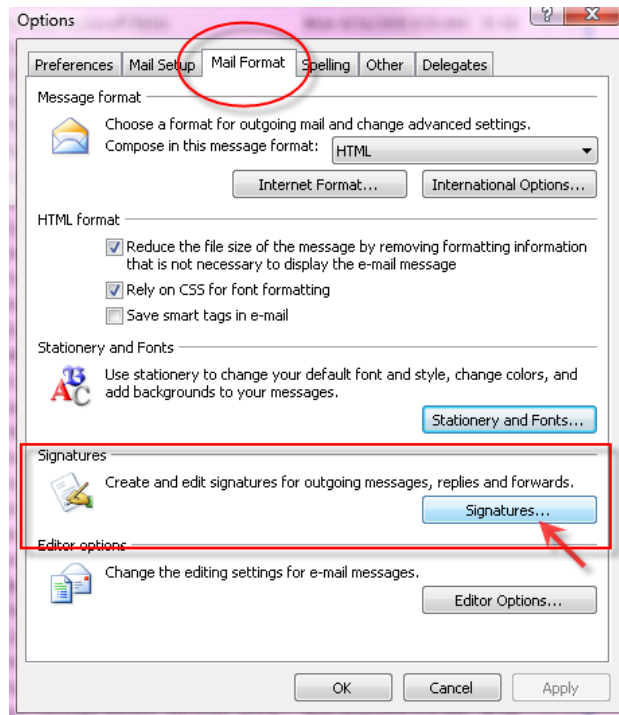 Options
Preferences Mail Setup Mail Format Spelling Other Delegates
Message format
Choose a format for outgoing mail and change advanced settings.
Compose in this message format: HTML
Internet Format... International Options...
HTML format
Reduce the file size of the message by removing formatting information
that is not necessary to display the e-mail message
Rely on CSS for font formatting
Save smart tags in e-mail
Stationery and Fonts
Use stationery to change your default font and style, change colors, and
add backgrounds to your messages.
Stationery and Fonts...
Signatures
Create and edit signatures for outgoing messages, replies and forwards.
Signatures...
Editor options
Change the editing settings for e-mail messages.
Editor Options...
OK Cancel Apply